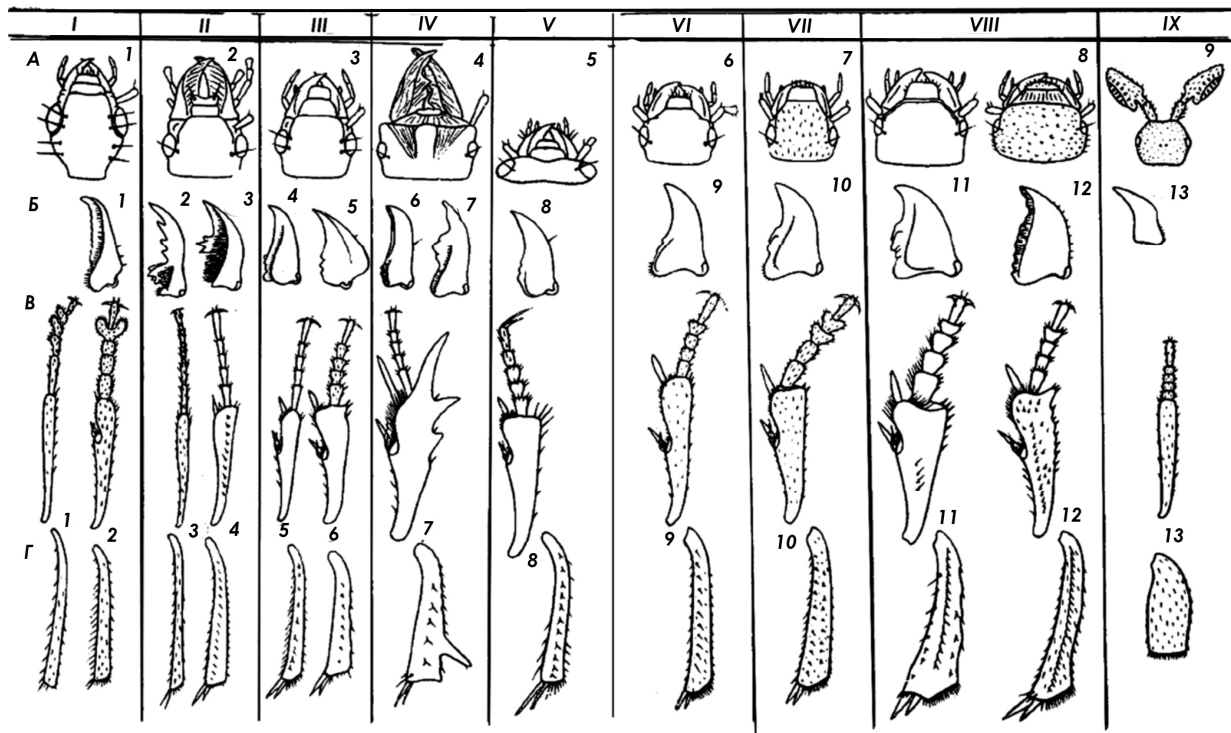 I II III IV V VI VII VIII IX
А 1 2 3 4 5 6 7 8 9
Б 1 2 3 4 5 6 7 8 9 10 11 12 13
В
Г 1 2 3 4 5 6 7 8 9 10 11 12 13